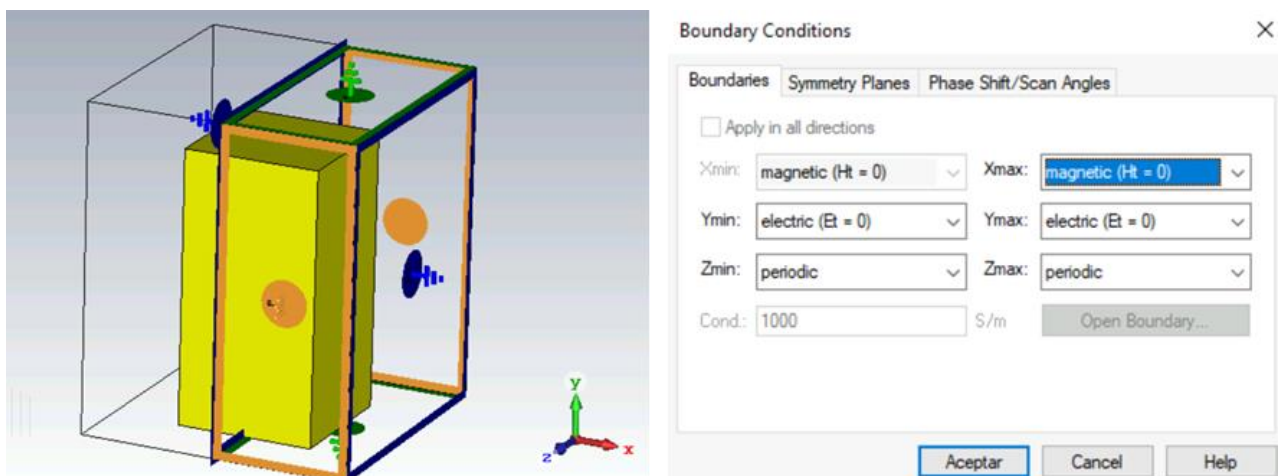 y
x
z
Boundary Conditions
Boundaries Symmetry Planes Phase Shift/Scan Angles
Apply in all directions
Xmin: magnetic (Ht = 0) Xmax: magnetic (Ht = 0)
Ymin: electric (Et = 0) Ymax: electric (Et = 0)
Zmin: periodic Zmax: periodic
Cond.: 1000 S/m Open Boundary...
Aceptar Cancel Help